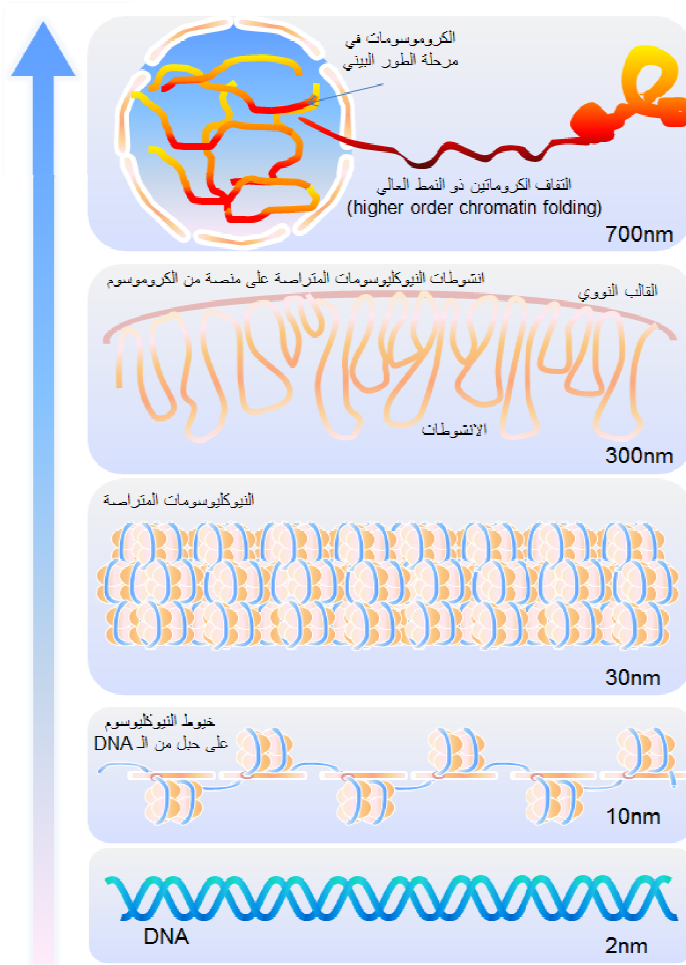 الكروموسومات في
مرحلة الطور البيني
التفاف الكروماتين ذو النمط العالي
(higher order chromatin folding)
700nm
انشوطات النيوكليوسومات المتراصة على منصة من الكروموسوم
القالب النووي
الانشوطات
300nm
النيوكليوسومات المتراصة
30nm
خيوط النيوكليوسوم
على حبل من الـ DNA
10nm
DNA
2nm